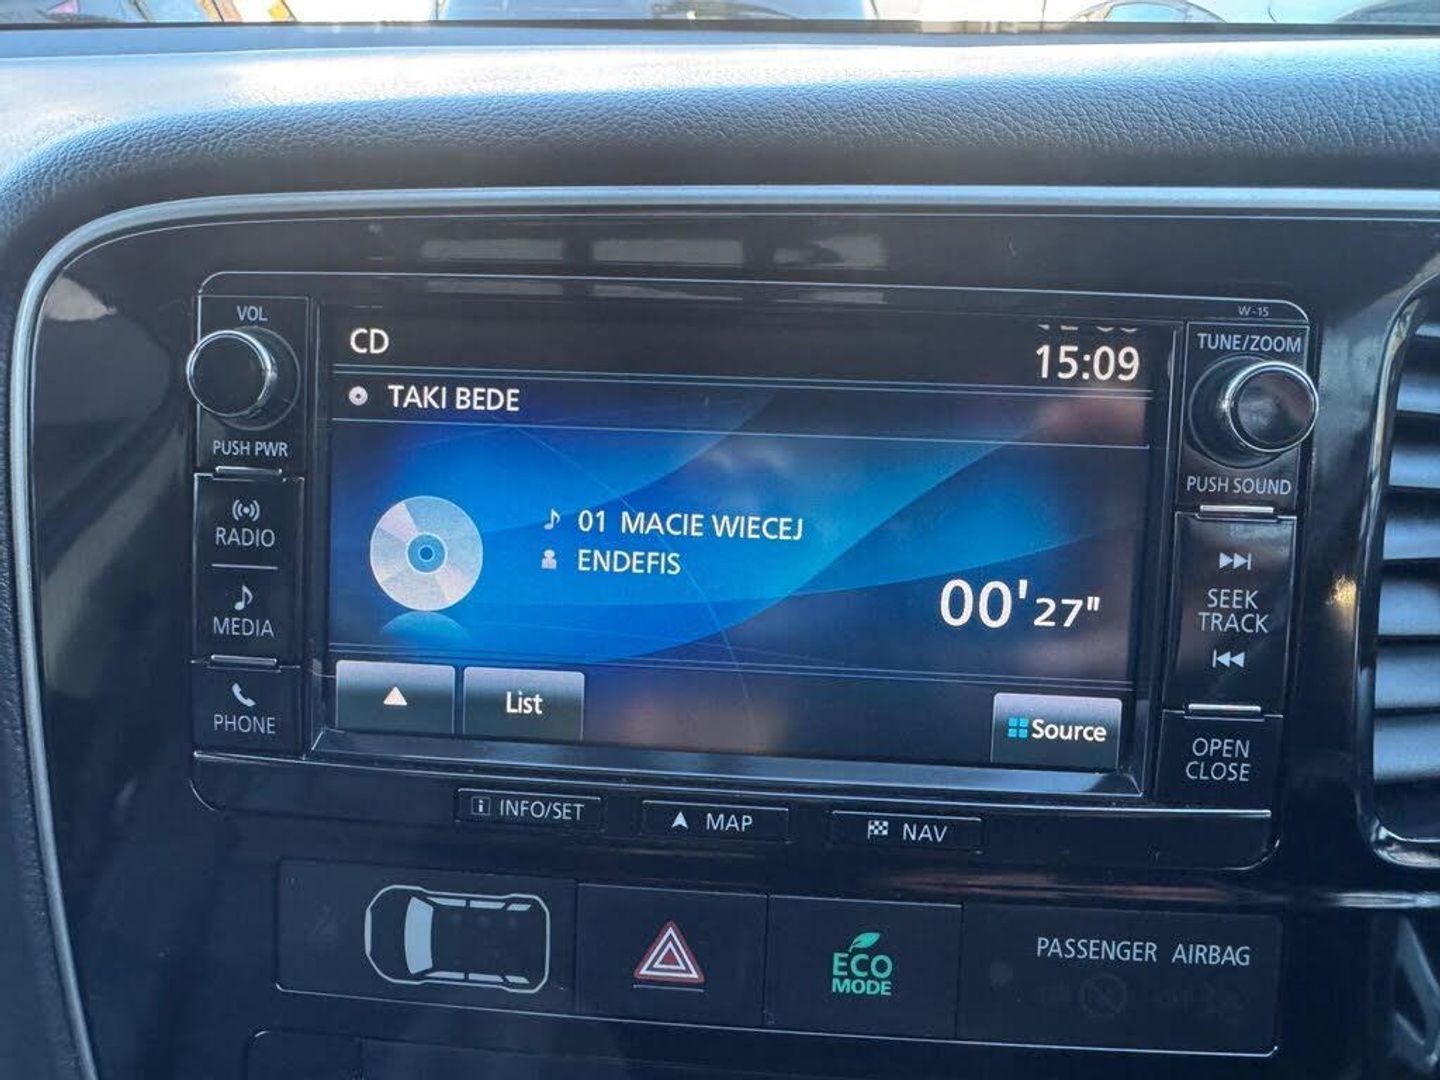 VOL
W-15
CD
15:09
TUNE/ZOOM
TAKI BEDE
PUSH PWR
PUSH SOUND
RADIO
01 MACIE WIECEJ
ENDEFIS
00'27"
SEEK
TRACK
MEDIA
PHONE
List
Source
OPEN
CLOSE
i INFO/SET
MAP
NAV
ECO
MODE
PASSENGER AIRBAG